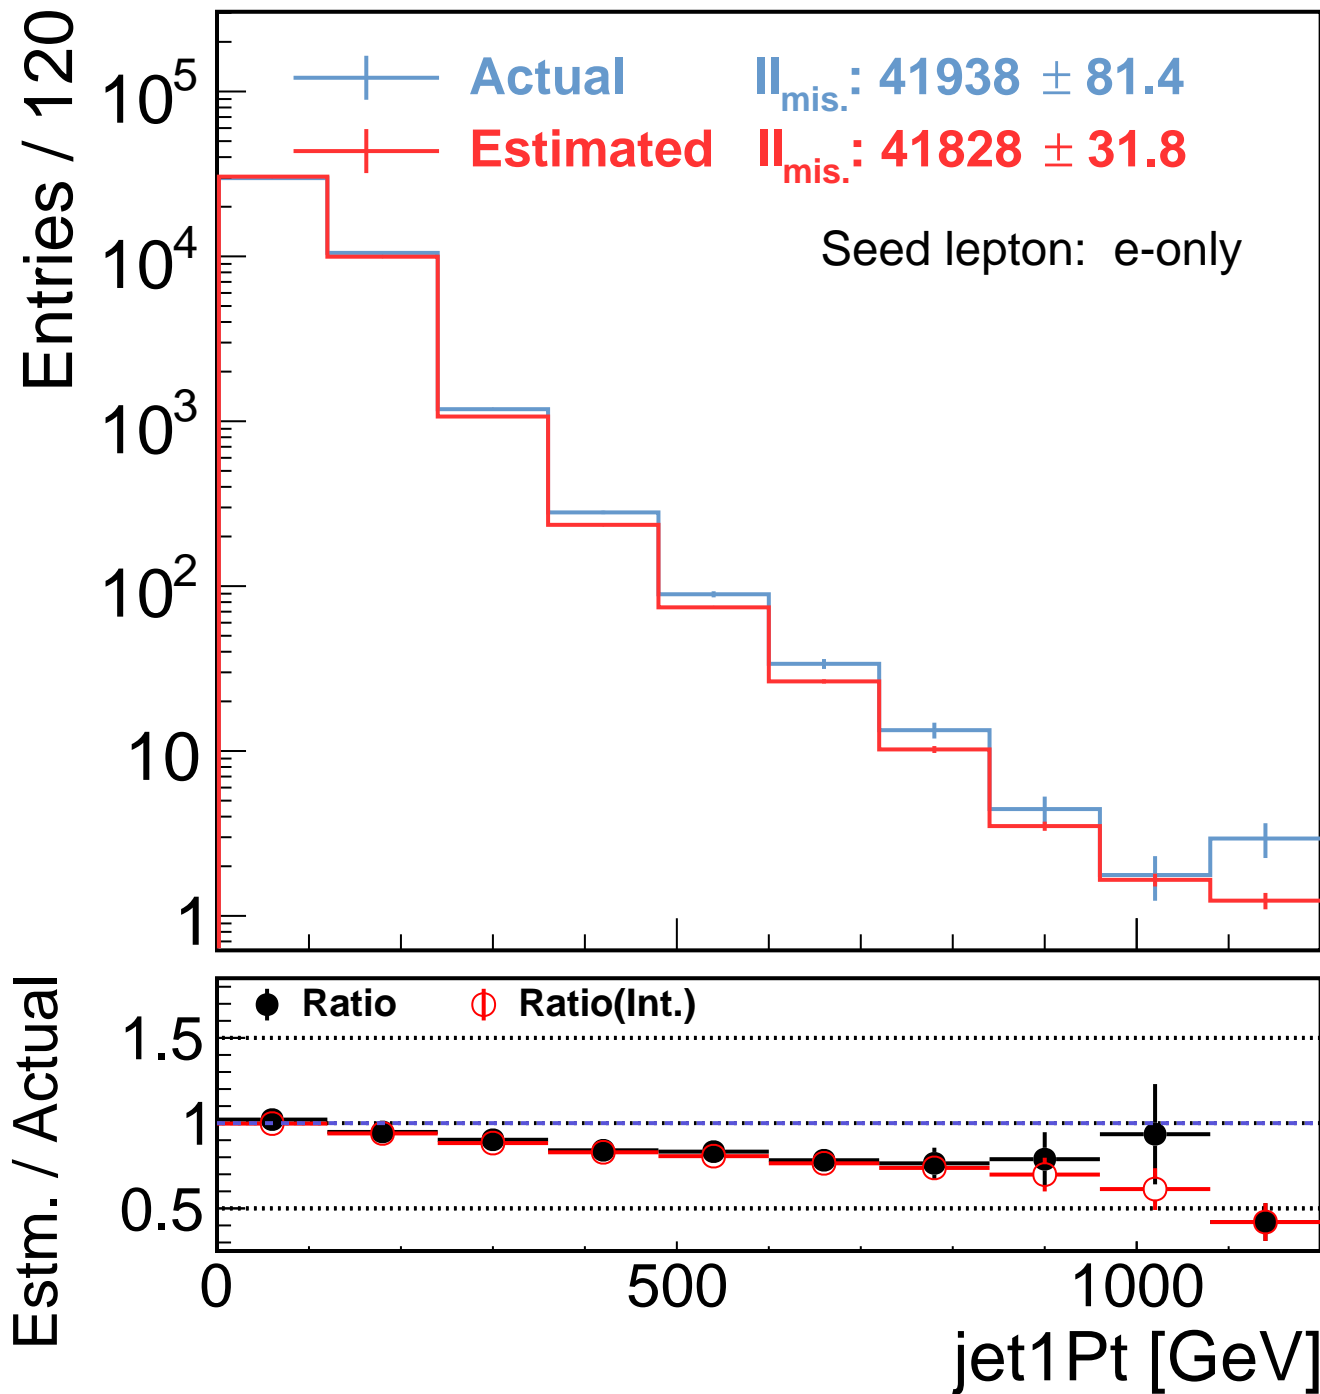 Entries / 120
10^5
10^4
10^3
10^2
10
1
Actual II_mis.: 41938 ± 81.4
Estimated II_mis.: 41828 ± 31.8
Seed lepton: e-only
Estm. / Actual
1.5
1
0.5
Ratio Ratio(Int.)
0 500 1000
jet1Pt [GeV]